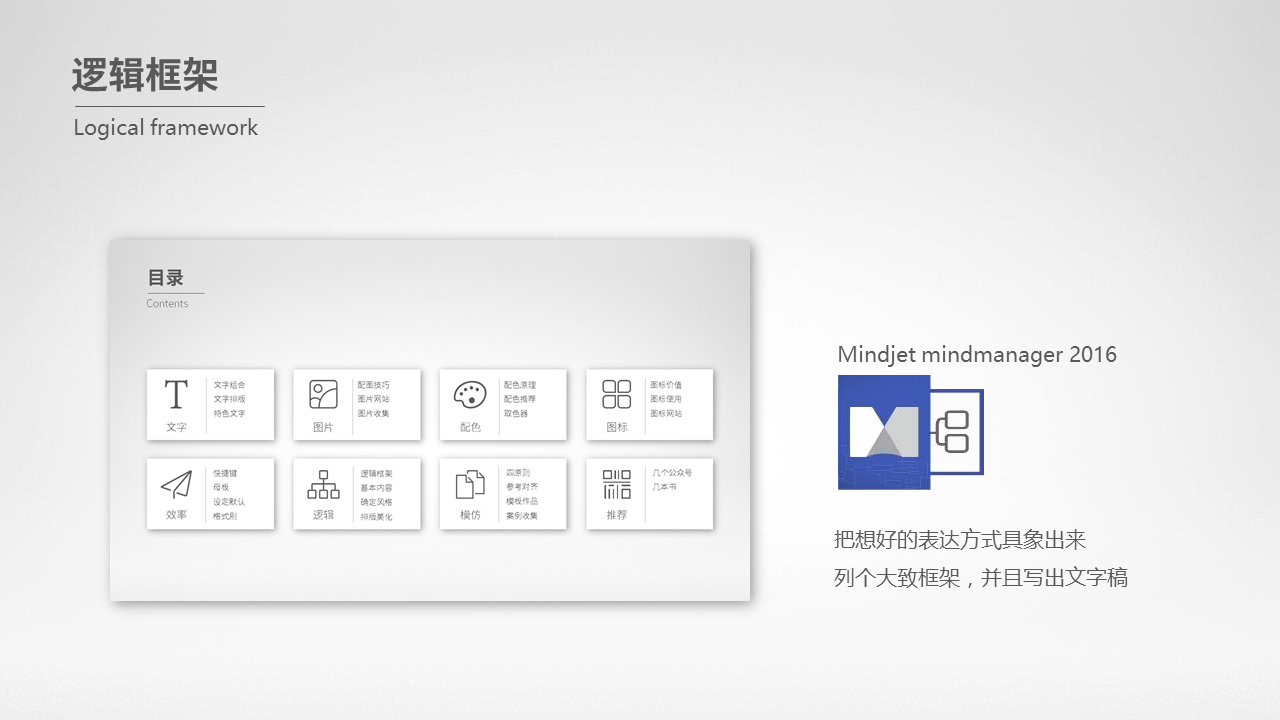 逻辑框架
Logical framework
目录
Contents
文字
文字组合
文字排版
特色文字
图片
配图技巧
图片网站
图片收集
配色
配色原理
配色推荐
取色器
图标
图标价值
图标使用
图标网站
效率
快捷键
母板
设定默认
格式刷
逻辑
逻辑框架
基本内容
确定风格
排版美化
模仿
四原则
参考对齐
模板作品
案例收集
推荐
几个公众号
几本书
Mindjet mindmanager 2016
把想好的表达方式具象出来
列个大致框架，并且写出文字稿